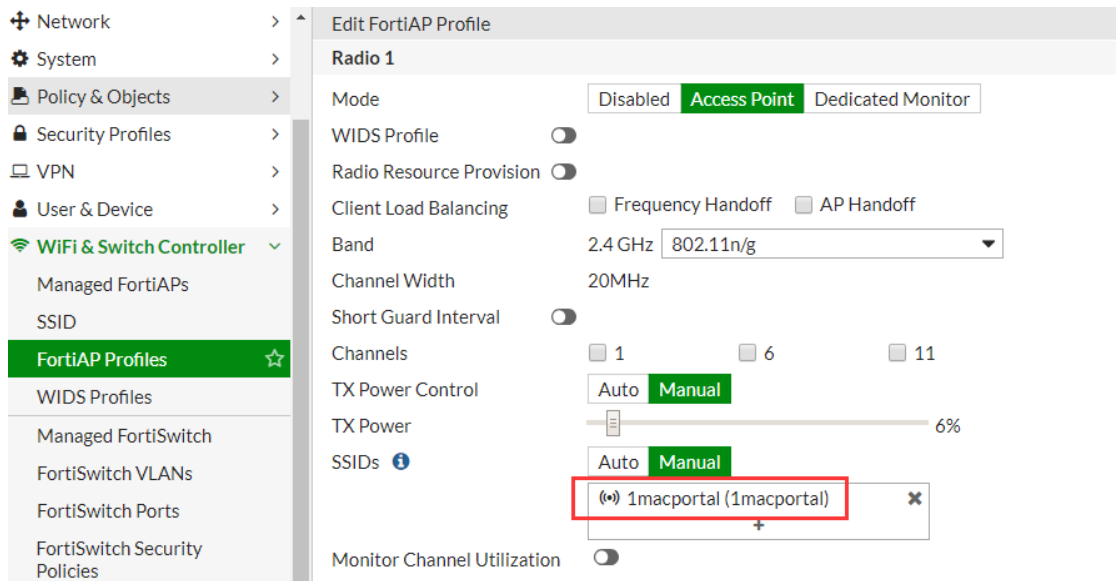 Network
System
Policy & Objects
Security Profiles
VPN
User & Device
WiFi & Switch Controller
Managed FortiAPs
SSID
FortiAP Profiles
WIDS Profiles
Managed FortiSwitch
FortiSwitch VLANs
FortiSwitch Ports
FortiSwitch Security
Policies
Edit FortiAP Profile
Radio 1
Mode Disabled Access Point Dedicated Monitor
WIDS Profile
Radio Resource Provision
Client Load Balancing Frequency Handoff AP Handoff
Band 2.4 GHz 802.11n/g
Channel Width 20MHz
Short Guard Interval
Channels 1 6 11
TX Power Control Auto Manual
TX Power 6%
SSIDs Auto Manual
1macportal (1macportal)
Monitor Channel Utilization